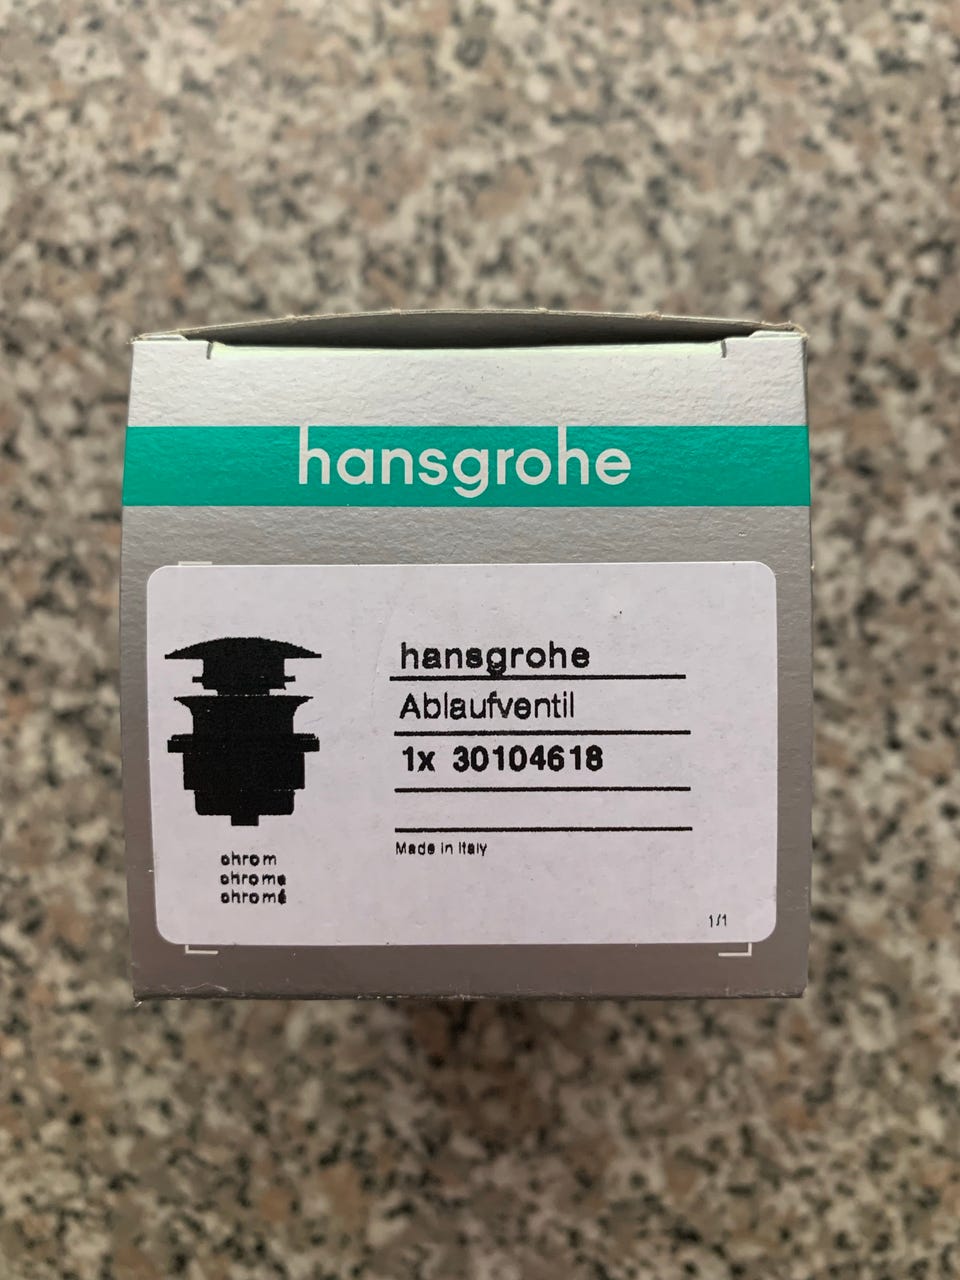 hansgrohe
hansgrohe
Ablaufventil
1x 30104618
Made in Italy
chrom
chrome
chromé
1/1